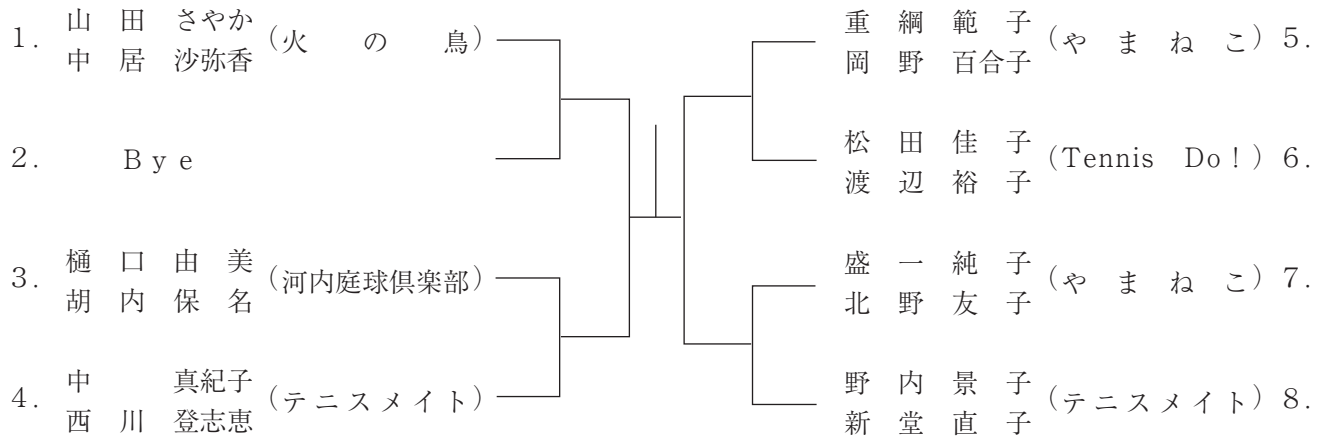 1. 山田 さやか (火の鳥)
中居 沙弥香
2. Bye
3. 樋口由美 (河内庭球倶楽部)
胡内保名
4. 中 真紀子 (テニスメイト)
西川 登志恵
重綱範子 (やまねこ) 5.
岡野 百合子
松田佳子 (Tennis Do!) 6.
渡辺裕子
盛一純子 (やまねこ) 7.
北野友子
野内景子 (テニスメイト) 8.
新堂直子